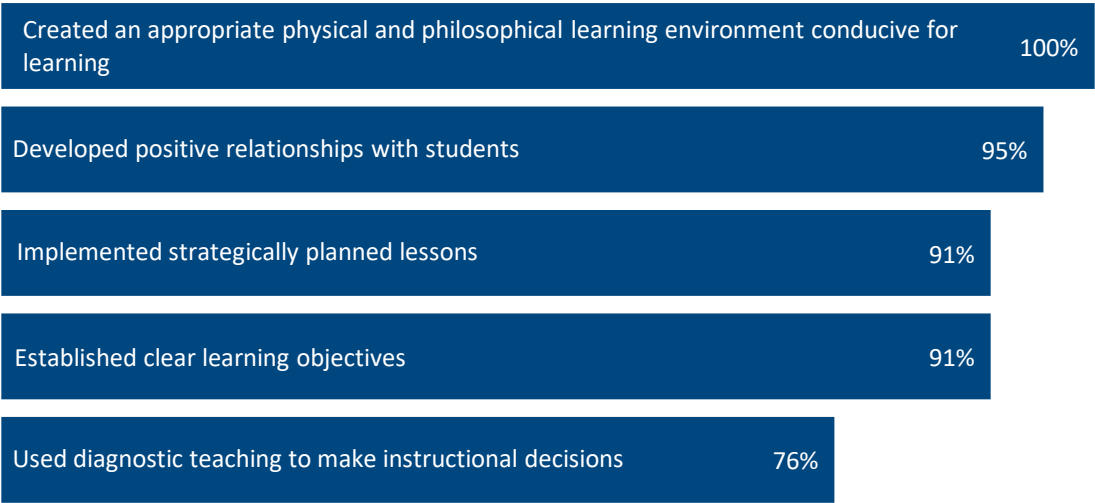 Created an appropriate physical and philosophical learning environment conducive for
learning
100%
Developed positive relationships with students
95%
Implemented strategically planned lessons
91%
Established clear learning objectives
91%
Used diagnostic teaching to make instructional decisions
76%